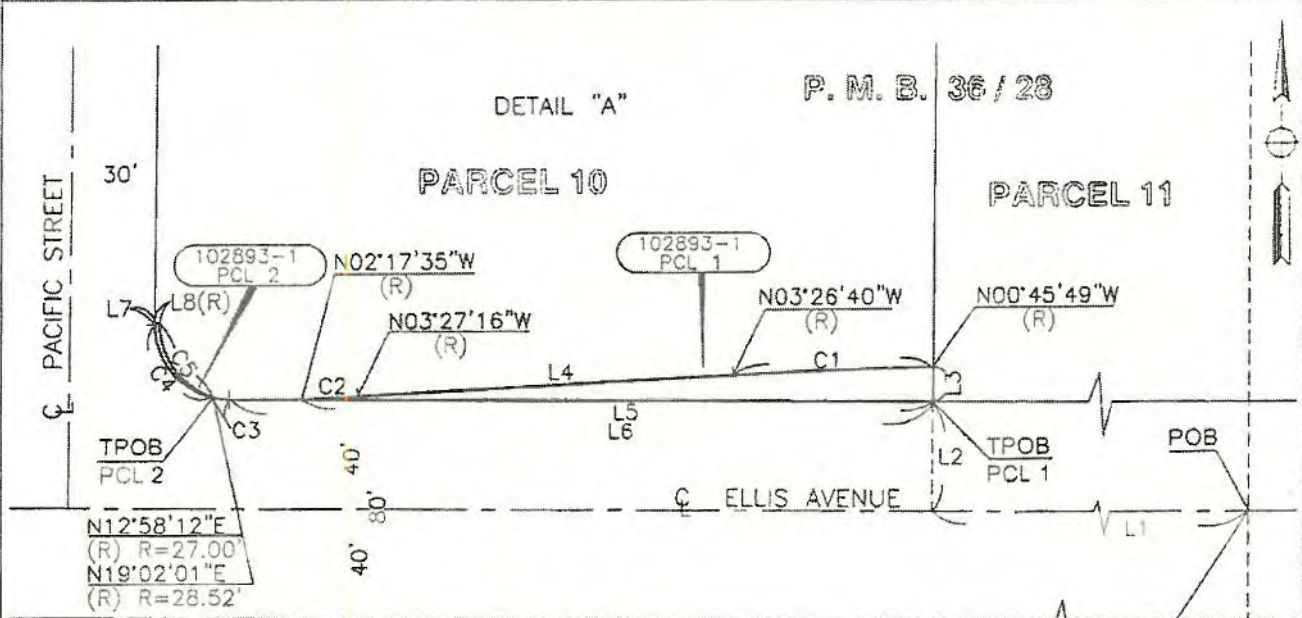 DETAIL "A"
P. M. B. 36 / 28
30'
PARCEL 10
PARCEL 11
℄ PACIFIC STREET
102893-1
PCL 2
N02°17'35"W
(R)
102893-1
PCL 1
L7
L8(R)
N03°27'16"W
(R)
N03°26'40"W
(R)
N00°45'49"W
(R)
C5
C4
C2
L4
C1
L3
C3
L5
L6
TPOB
PCL 2
TPOB
PCL 1
L2
POB
40'
80'
40'
℄ ELLIS AVENUE
L1
N12°58'12"E
(R) R=27.00'
N19°02'01"E
(R) R=28.52'